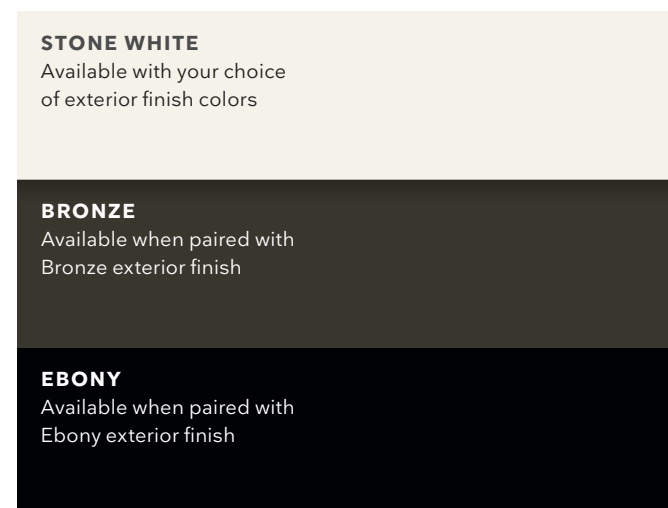 STONE WHITE
Available with your choice
of exterior finish colors
BRONZE
Available when paired with
Bronze exterior finish
EBONY
Available when paired with
Ebony exterior finish